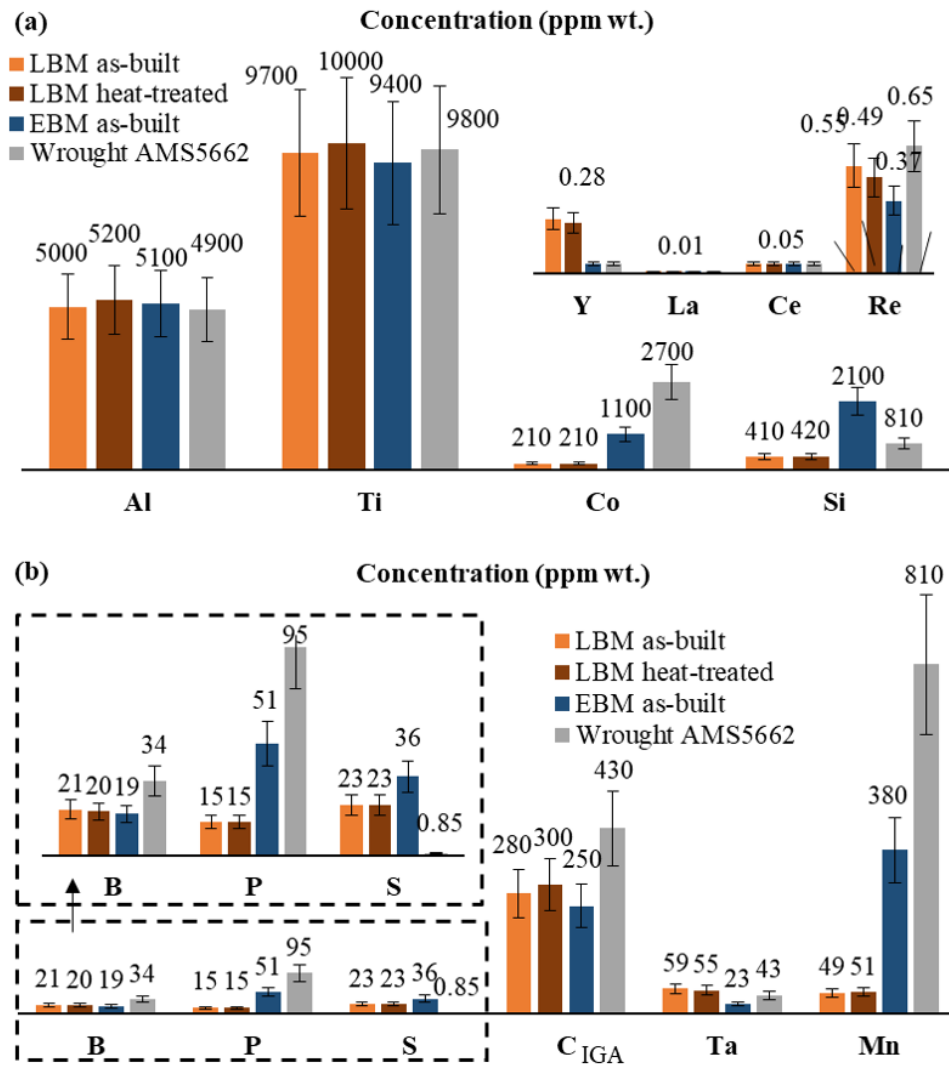 (a)
Concentration (ppm wt.)
LBM as-built
LBM heat-treated
EBM as-built
Wrought AMS5662
9700 10000 9400 9800
5000 5200 5100 4900
0.28 0.01 0.05 0.55 0.49 0.37 0.65
Y La Ce Re
210 210 1100 2700
410 420 2100 810
Al Ti Co Si
(b)
Concentration (ppm wt.)
LBM as-built
LBM heat-treated
EBM as-built
Wrought AMS5662
21 20 19 34
15 15 51 95
23 23 36 0.85
B P S
21 20 19 34
15 15 51 95
23 23 36 0.85
280 300 250 430
59 55 23 43
49 51 380 810
B P S C IGA Ta Mn